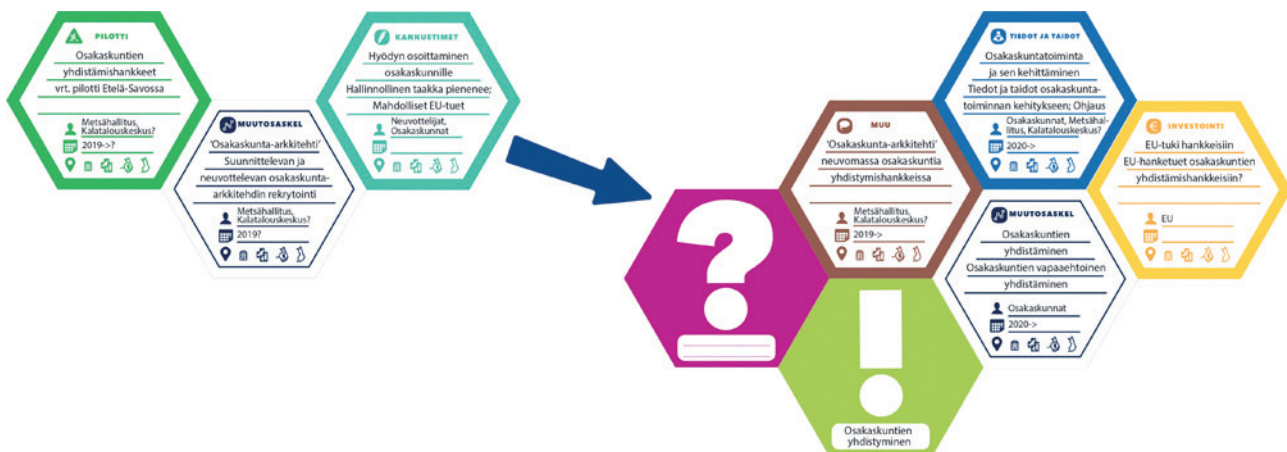 PILOTTI
Osakaskuntien
yhdistämishankkeet
vrt. pilotti Etelä-Savossa
Metsähallitus,
Kalatalouskeskus?
2019->?
MUUTOSASKEL
'Osakaskunta-arkkitehti'
Suunnittelevan ja
neuvottelevan osakaskunta-
arkkitehdin rekrytointi
Metsähallitus,
Kalatalouskeskus?
2019?
KANNUSTIMET
Hyödyn osoittaminen
osakaskunnille
Hallinnollinen taakka pienenee;
Mahdolliset EU-tuet
Neuvottelijat,
Osakaskunnat
?
MUU
'Osakaskunta-arkkitehti'
neuvomassa osakaskuntia
yhdistymishankkeissa
Metsähallitus,
Kalatalouskeskus?
2019->
!
Osakaskuntien
yhdistyminen
TIEDOT JA TAIDOT
Osakaskuntatoiminta
ja sen kehittäminen
Tiedot ja taidot osakaskunta-
toiminnan kehitykseen; Ohjaus
Osakaskunnat, Metsähal-
litus, Kalatalouskeskus?
2020->
MUUTOSASKEL
Osakaskuntien
yhdistäminen
Osakaskuntien vapaaehtoinen
yhdistäminen
Osakaskunnat
2020->
INVESTOINTI
EU-tuki hankkeisiin
EU-hanketuet osakaskuntien
yhdistämishankkeisiin?
EU